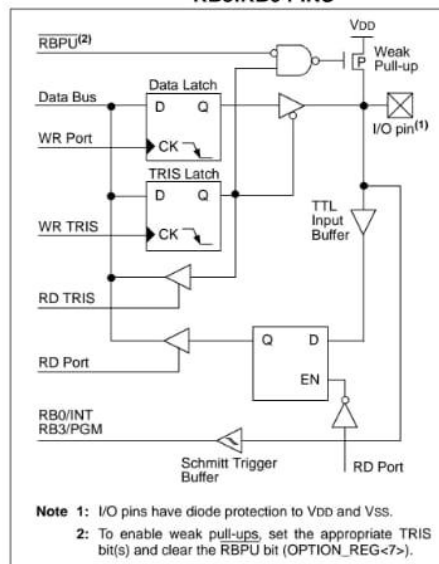 RBPU(2)
VDD
P
Weak
Pull-up
Data Latch
Data Bus
D Q
I/O pin(1)
WR Port
CK
TRIS Latch
D Q
TTL
Input
Buffer
WR TRIS
CK
RD TRIS
Q D
RD Port
EN
RB0/INT
RB3/PGM
Schmitt Trigger
Buffer
RD Port
Note 1: I/O pins have diode protection to VDD and VSS.
2: To enable weak pull-ups, set the appropriate TRIS
bit(s) and clear the RBPU bit (OPTION_REG<7>).